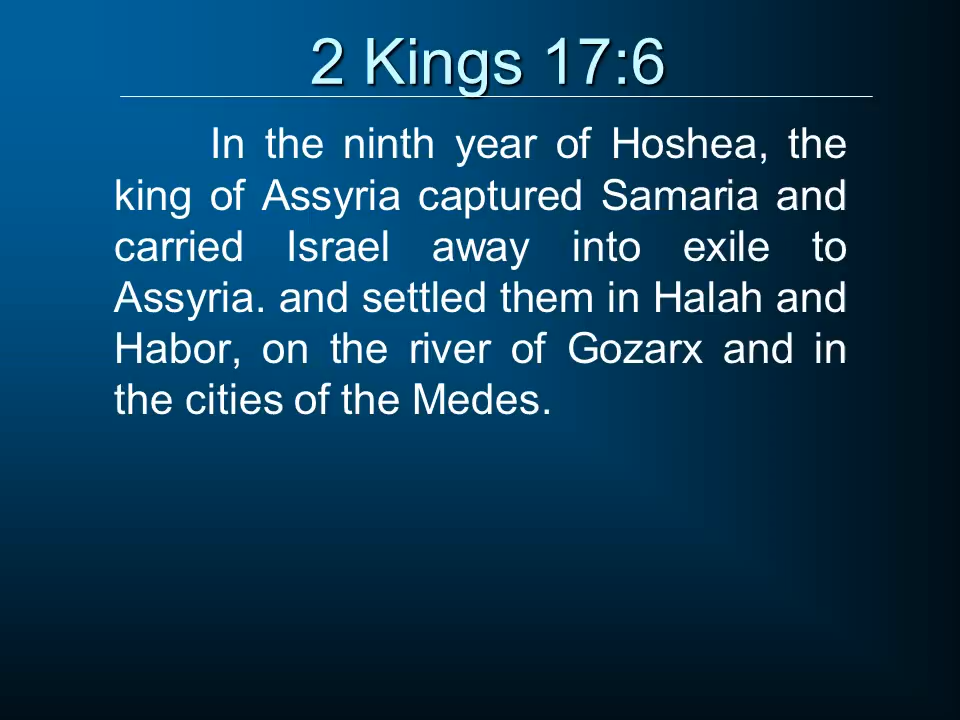 2 Kings 17:6
In the ninth year of Hoshea, the
king of Assyria captured Samaria and
carried Israel away into exile to
Assyria. and settled them in Halah and
Habor, on the river of Gozarx and in
the cities of the Medes.